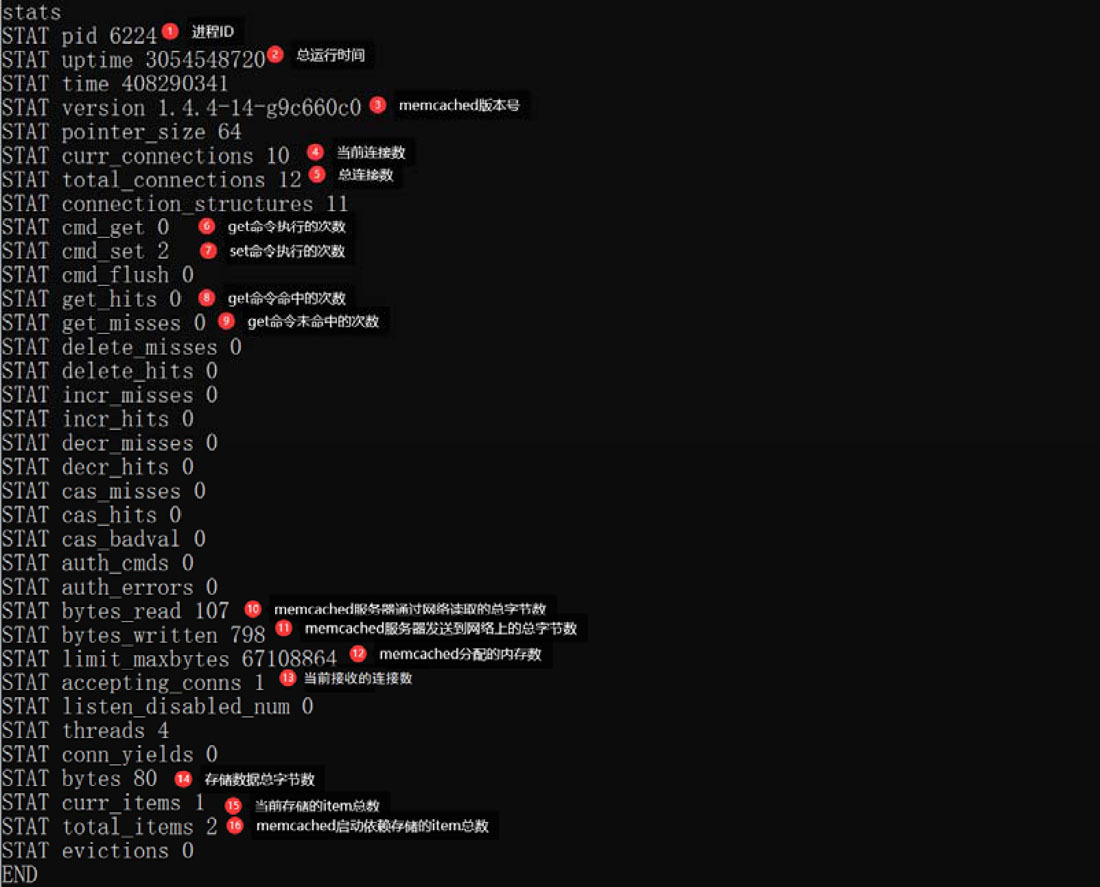 stats
STAT pid 6224 1 进程ID
STAT uptime 3054548720 2 总运行时间
STAT time 408290341
STAT version 1.4.4-14-g9c660c0 3 memcached版本号
STAT pointer_size 64
STAT curr_connections 10 4 当前连接数
STAT total_connections 12 5 总连接数
STAT connection_structures 11
STAT cmd_get 0 6 get命令执行的次数
STAT cmd_set 2 7 set命令执行的次数
STAT cmd_flush 0
STAT get_hits 0 8 get命令命中的次数
STAT get_misses 0 9 get命令未命中的次数
STAT delete_misses 0
STAT delete_hits 0
STAT incr_misses 0
STAT incr_hits 0
STAT decr_misses 0
STAT decr_hits 0
STAT cas_misses 0
STAT cas_hits 0
STAT cas_badval 0
STAT auth_cmds 0
STAT auth_errors 0
STAT bytes_read 107 10 memcached服务器通过网络读取的总字节数
STAT bytes_written 798 11 memcached服务器发送到网络上的总字节数
STAT limit_maxbytes 67108864 12 memcached分配的内存数
STAT accepting_conns 1 13 当前接收的连接数
STAT listen_disabled_num 0
STAT threads 4
STAT conn_yields 0
STAT bytes 80 14 存储数据总字节数
STAT curr_items 1 15 当前存储的item总数
STAT total_items 2 16 memcached启动依赖存储的item总数
STAT evictions 0
END